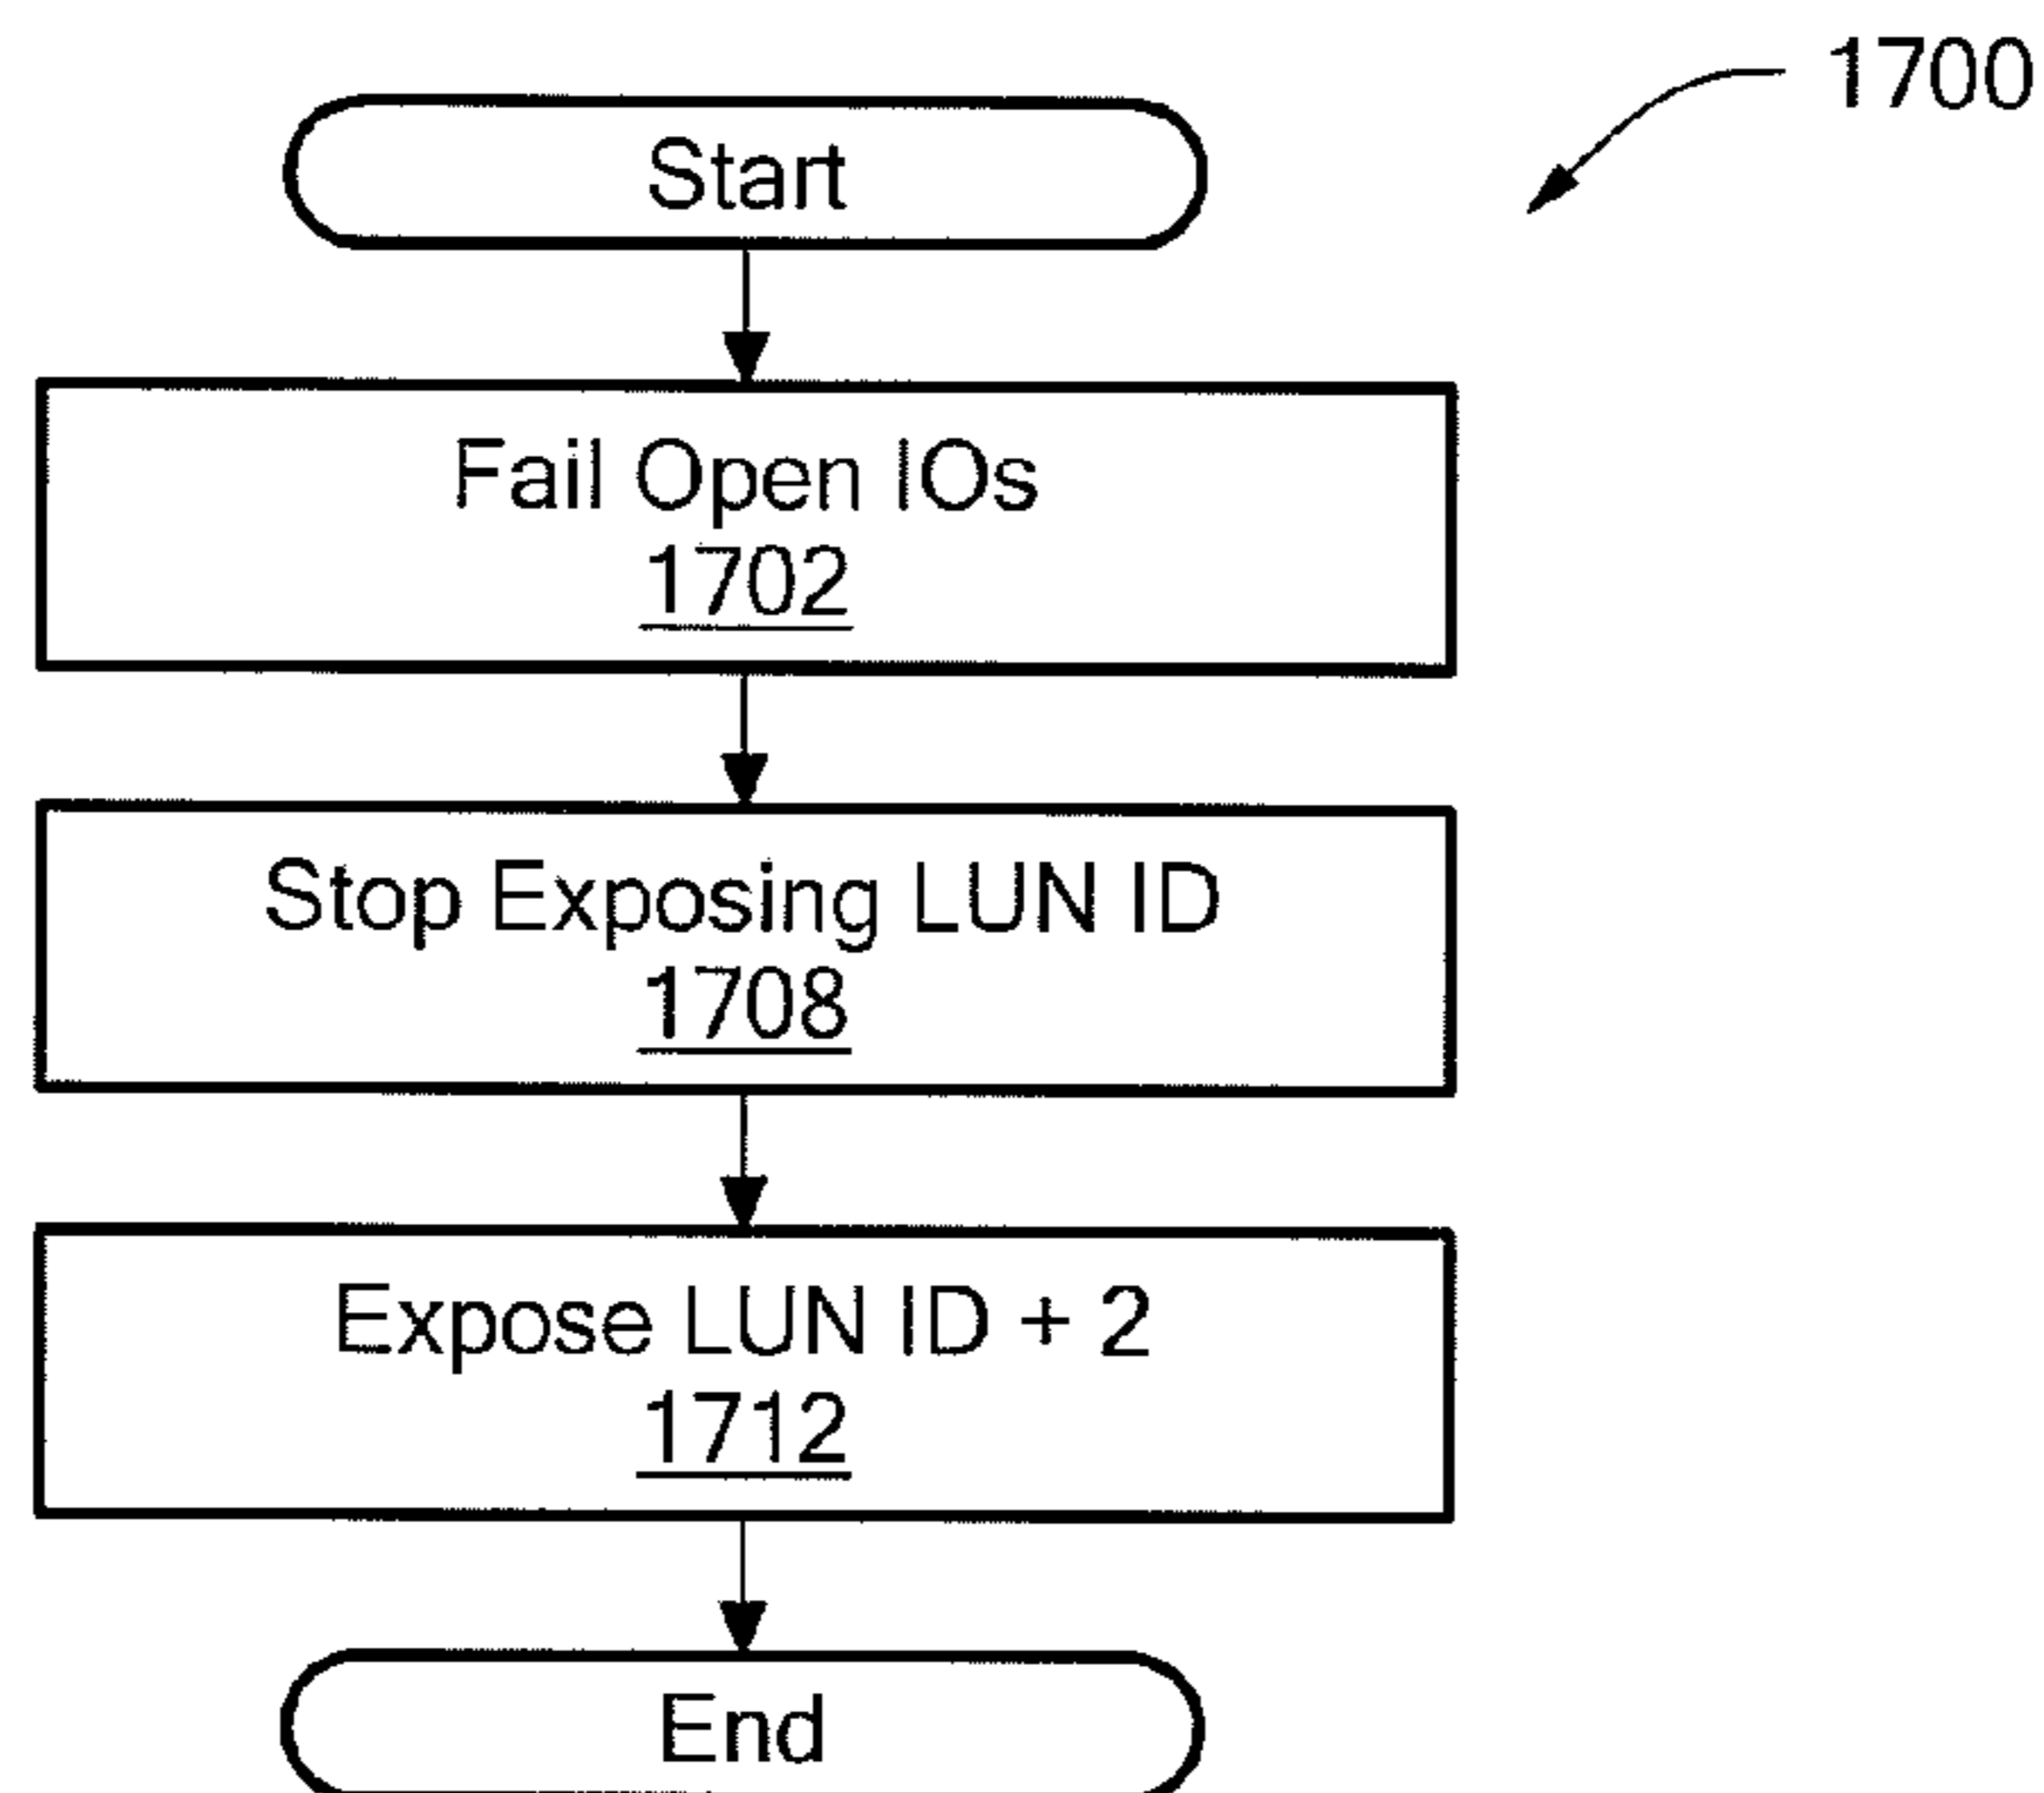 1700
Start
Fail Open IOs
1702
Stop Exposing LUN ID
1708
Expose LUN ID + 2
1712
End